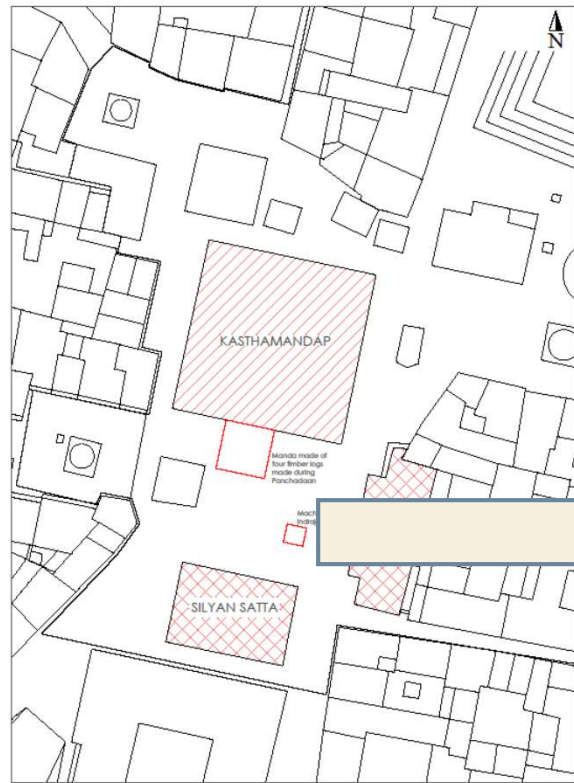 N
KASTHAMANDAP
Manda made of
four timber logs
made during
Panchadaan
SILYAN SATTA